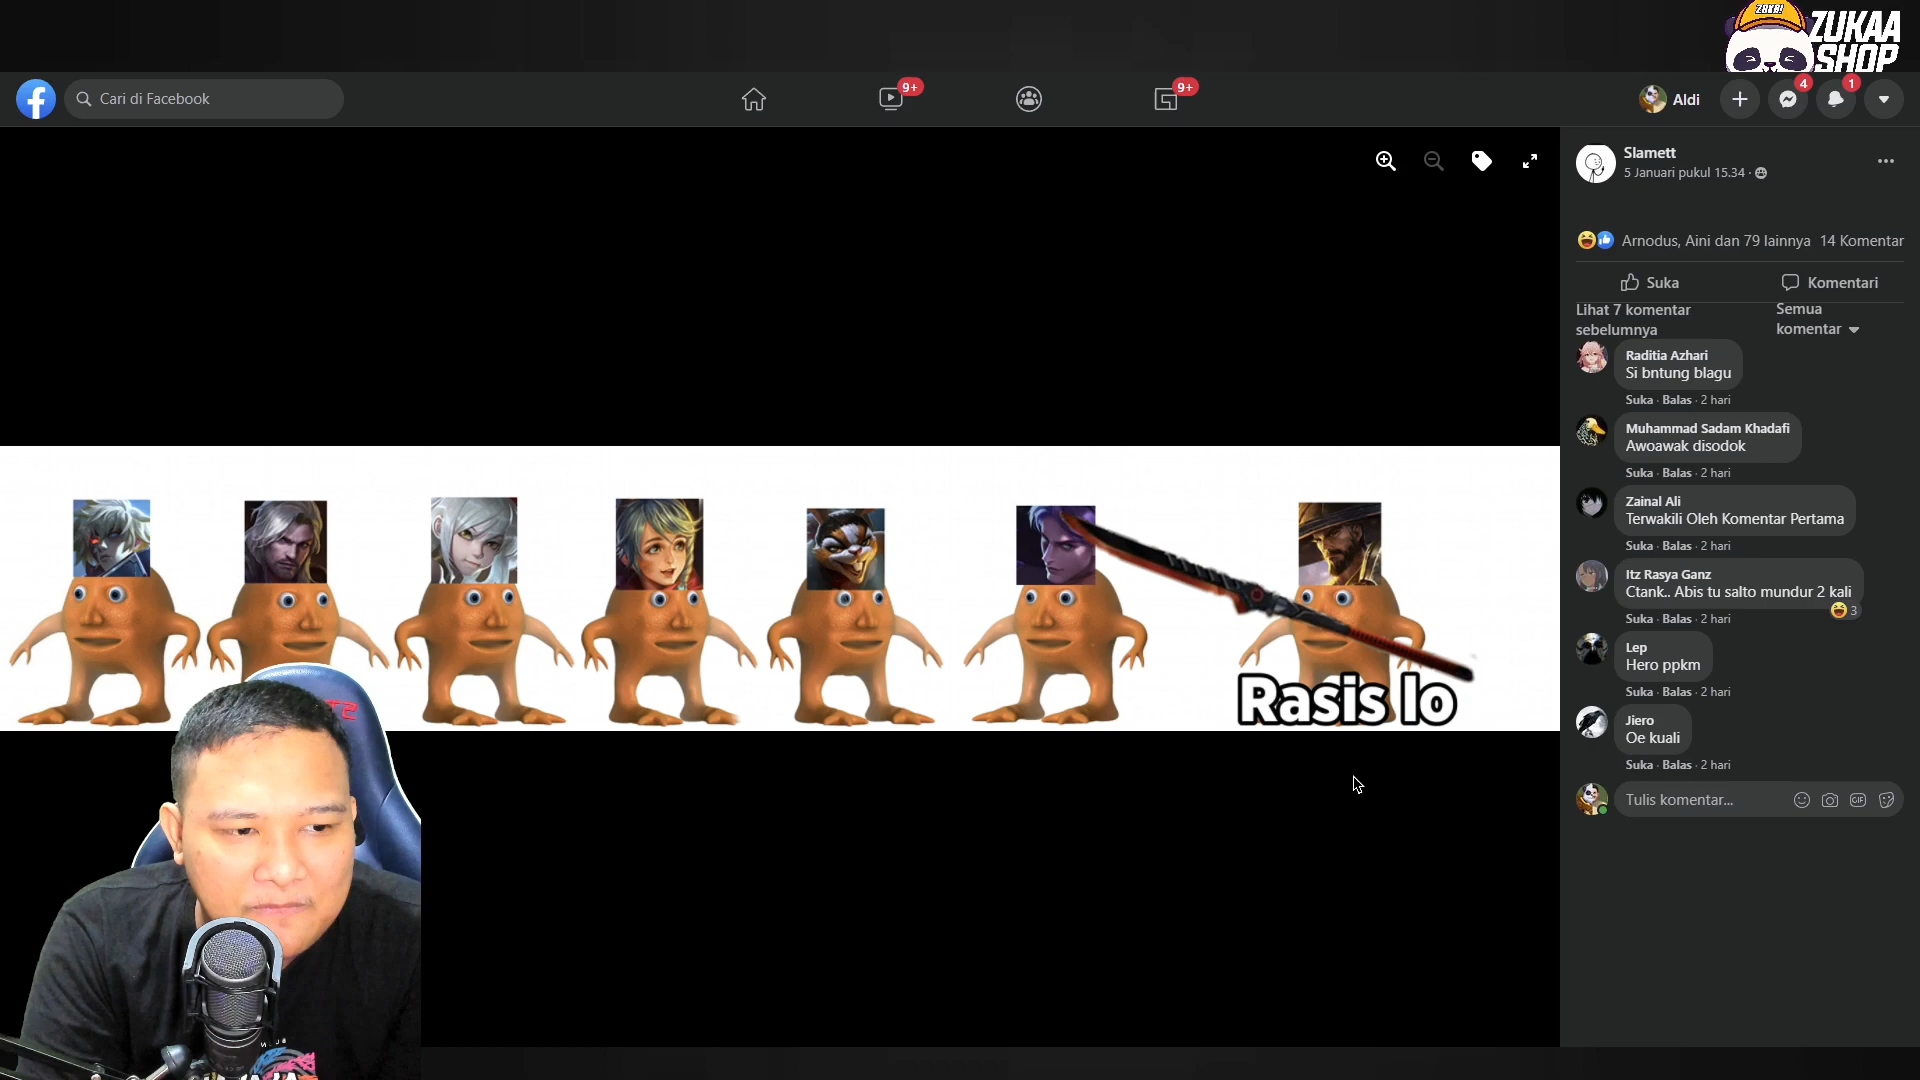 ZBKB!
ZUKAA
SHOP
Cari di Facebook
9+
9+
Aldi
4
1
Slamett
5 Januari pukul 15.34 ·
Arnodus, Aini dan 79 lainnya 14 Komentar
Suka Komentari
Lihat 7 komentar sebelumnya
Semua komentar
Raditia Azhari
Si bntung blagu
Suka · Balas · 2 hari
Muhammad Sadam Khadafi
Awoawak disodok
Suka · Balas · 2 hari
Zainal Ali
Terwakili Oleh Komentar Pertama
Suka · Balas · 2 hari
Itz Rasya Ganz
Ctank.. Abis tu salto mundur 2 kali
3
Suka · Balas · 2 hari
Lep
Hero ppkm
Suka · Balas · 2 hari
Jiero
Oe kuali
Suka · Balas · 2 hari
Tulis komentar...
GIF
Rasis lo